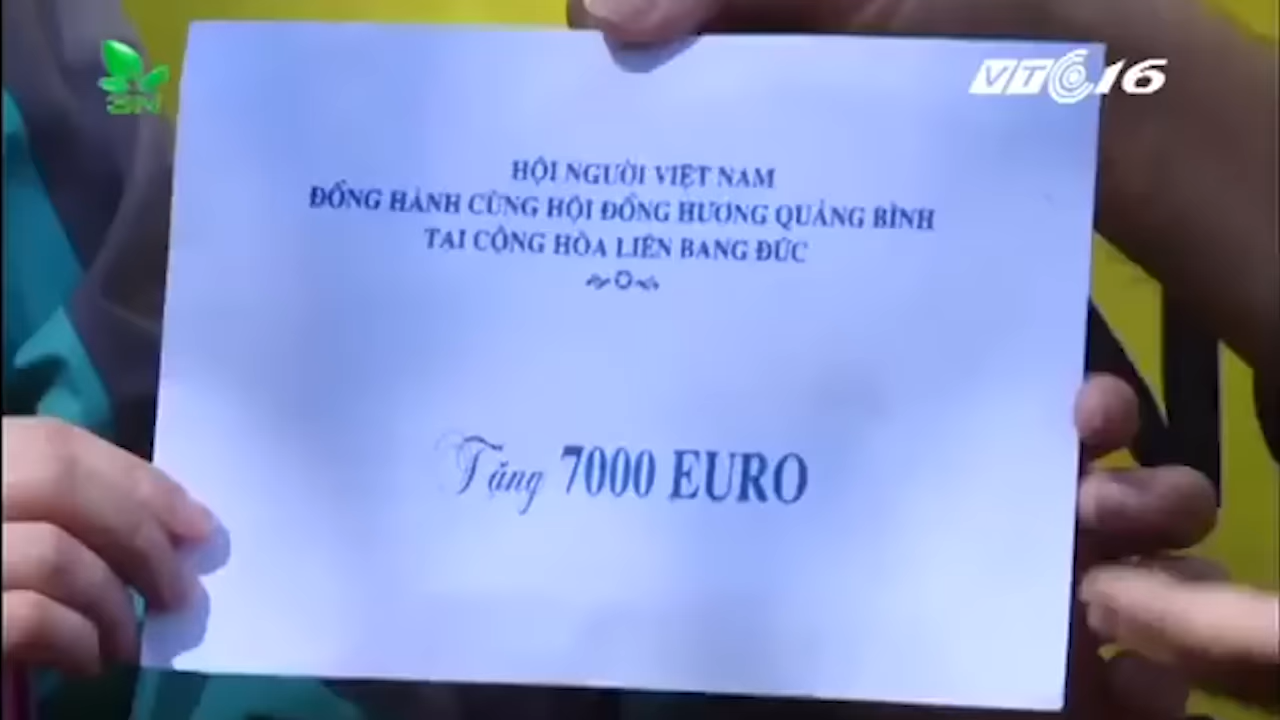 3N
VTC16
HỘI NGƯỜI VIỆT NAM
ĐỒNG HÀNH CÙNG HỘI ĐỒNG HƯƠNG QUẢNG BÌNH
TẠI CỘNG HÒA LIÊN BANG ĐỨC
Tặng 7000 EURO